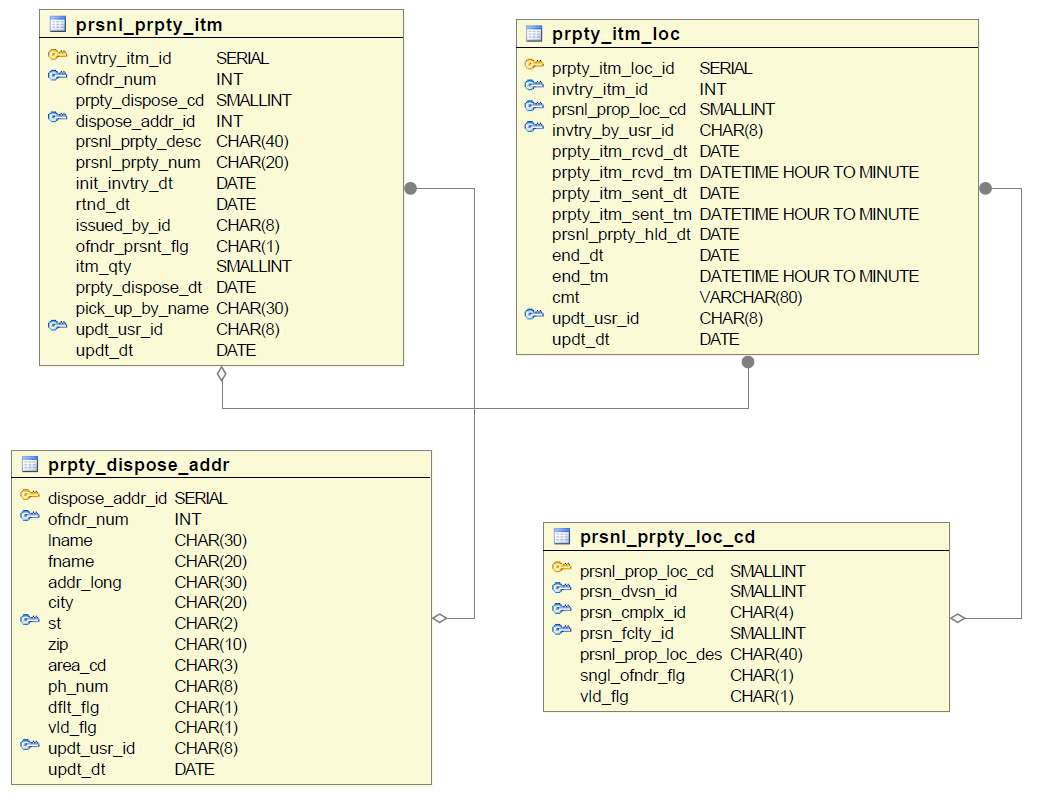 prsnl_prpty_itm
invtry_itm_id SERIAL
ofndr_num INT
prpty_dispose_cd SMALLINT
dispose_addr_id INT
prsnl_prpty_desc CHAR(40)
prsnl_prpty_num CHAR(20)
init_invtry_dt DATE
rtnd_dt DATE
issued_by_id CHAR(8)
ofndr_prsnt_flg CHAR(1)
itm_qty SMALLINT
prpty_dispose_dt DATE
pick_up_by_name CHAR(30)
updt_usr_id CHAR(8)
updt_dt DATE
prpty_itm_loc
prpty_itm_loc_id SERIAL
invtry_itm_id INT
prsnl_prop_loc_cd SMALLINT
invtry_by_usr_id CHAR(8)
prpty_itm_rcvd_dt DATE
prpty_itm_rcvd_tm DATETIME HOUR TO MINUTE
prpty_itm_sent_dt DATE
prpty_itm_sent_tm DATETIME HOUR TO MINUTE
prsnl_prpty_hld_dt DATE
end_dt DATE
end_tm DATETIME HOUR TO MINUTE
cmt VARCHAR(80)
updt_usr_id CHAR(8)
updt_dt DATE
prpty_dispose_addr
dispose_addr_id SERIAL
ofndr_num INT
lname CHAR(30)
fname CHAR(20)
addr_long CHAR(30)
city CHAR(20)
st CHAR(2)
zip CHAR(10)
area_cd CHAR(3)
ph_num CHAR(8)
dflt_flg CHAR(1)
vld_flg CHAR(1)
updt_usr_id CHAR(8)
updt_dt DATE
prsnl_prpty_loc_cd
prsnl_prop_loc_cd SMALLINT
prsn_dvsn_id SMALLINT
prsn_cmplx_id CHAR(4)
prsn_fclty_id SMALLINT
prsnl_prop_loc_des CHAR(40)
sngl_ofndr_flg CHAR(1)
vld_flg CHAR(1)